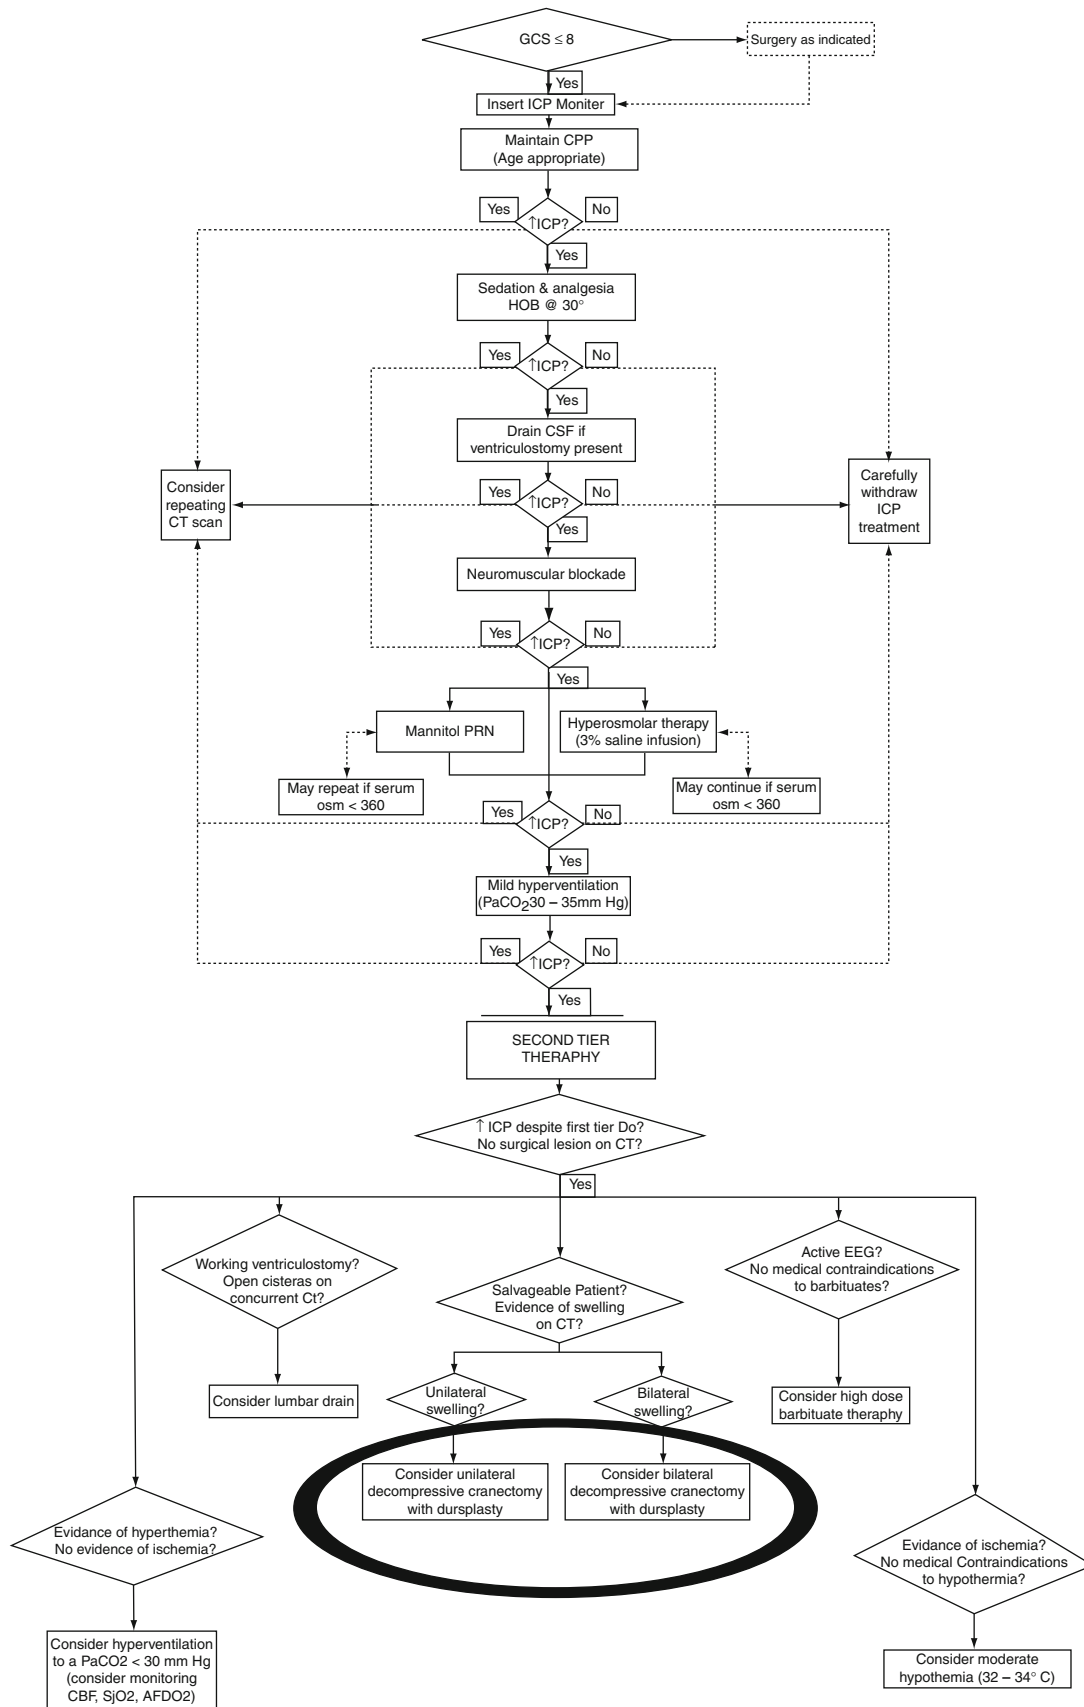 GCS ≤ 8
Surgery as indicated
Yes
Insert ICP Moniter
Maintain CPP
(Age appropriate)
Yes
No
↑ICP?
Yes
Sedation & analgesia
HOB @ 30°
Yes
No
↑ICP?
Yes
Drain CSF if
ventriculostomy present
Consider
repeating
CT scan
Carefully
withdraw
ICP
treatment
Yes
No
↑ICP?
Yes
Neuromuscular blockade
Yes
No
↑ICP?
Yes
Mannitol PRN
Hyperosmolar therapy
(3% saline infusion)
May repeat if serum
osm < 360
May continue if serum
osm < 360
Yes
No
↑ICP?
Yes
Mild hyperventilation
(PaCO230 – 35mm Hg)
Yes
No
↑ICP?
Yes
SECOND TIER
THERAPHY
↑ ICP despite first tier Do?
No surgical lesion on CT?
Yes
Working ventriculostomy?
Open cisteras on
concurrent Ct?
Salvageable Patient?
Evidence of swelling
on CT?
Active EEG?
No medical contraindications
to barbituates?
Consider lumbar drain
Unilateral
swelling?
Bilateral
swelling?
Consider high dose
barbituate theraphy
Consider unilateral
decompressive cranectomy
with dursplasty
Consider bilateral
decompressive cranectomy
with dursplasty
Evidance of hyperthemia?
No evidence of ischemia?
Evidance of ischemia?
No medical Contraindications
to hypothermia?
Consider hyperventilation
to a PaCO2 < 30 mm Hg
(consider monitoring
CBF, SjO2, AFDO2)
Consider moderate
hypothemia (32 – 34° C)